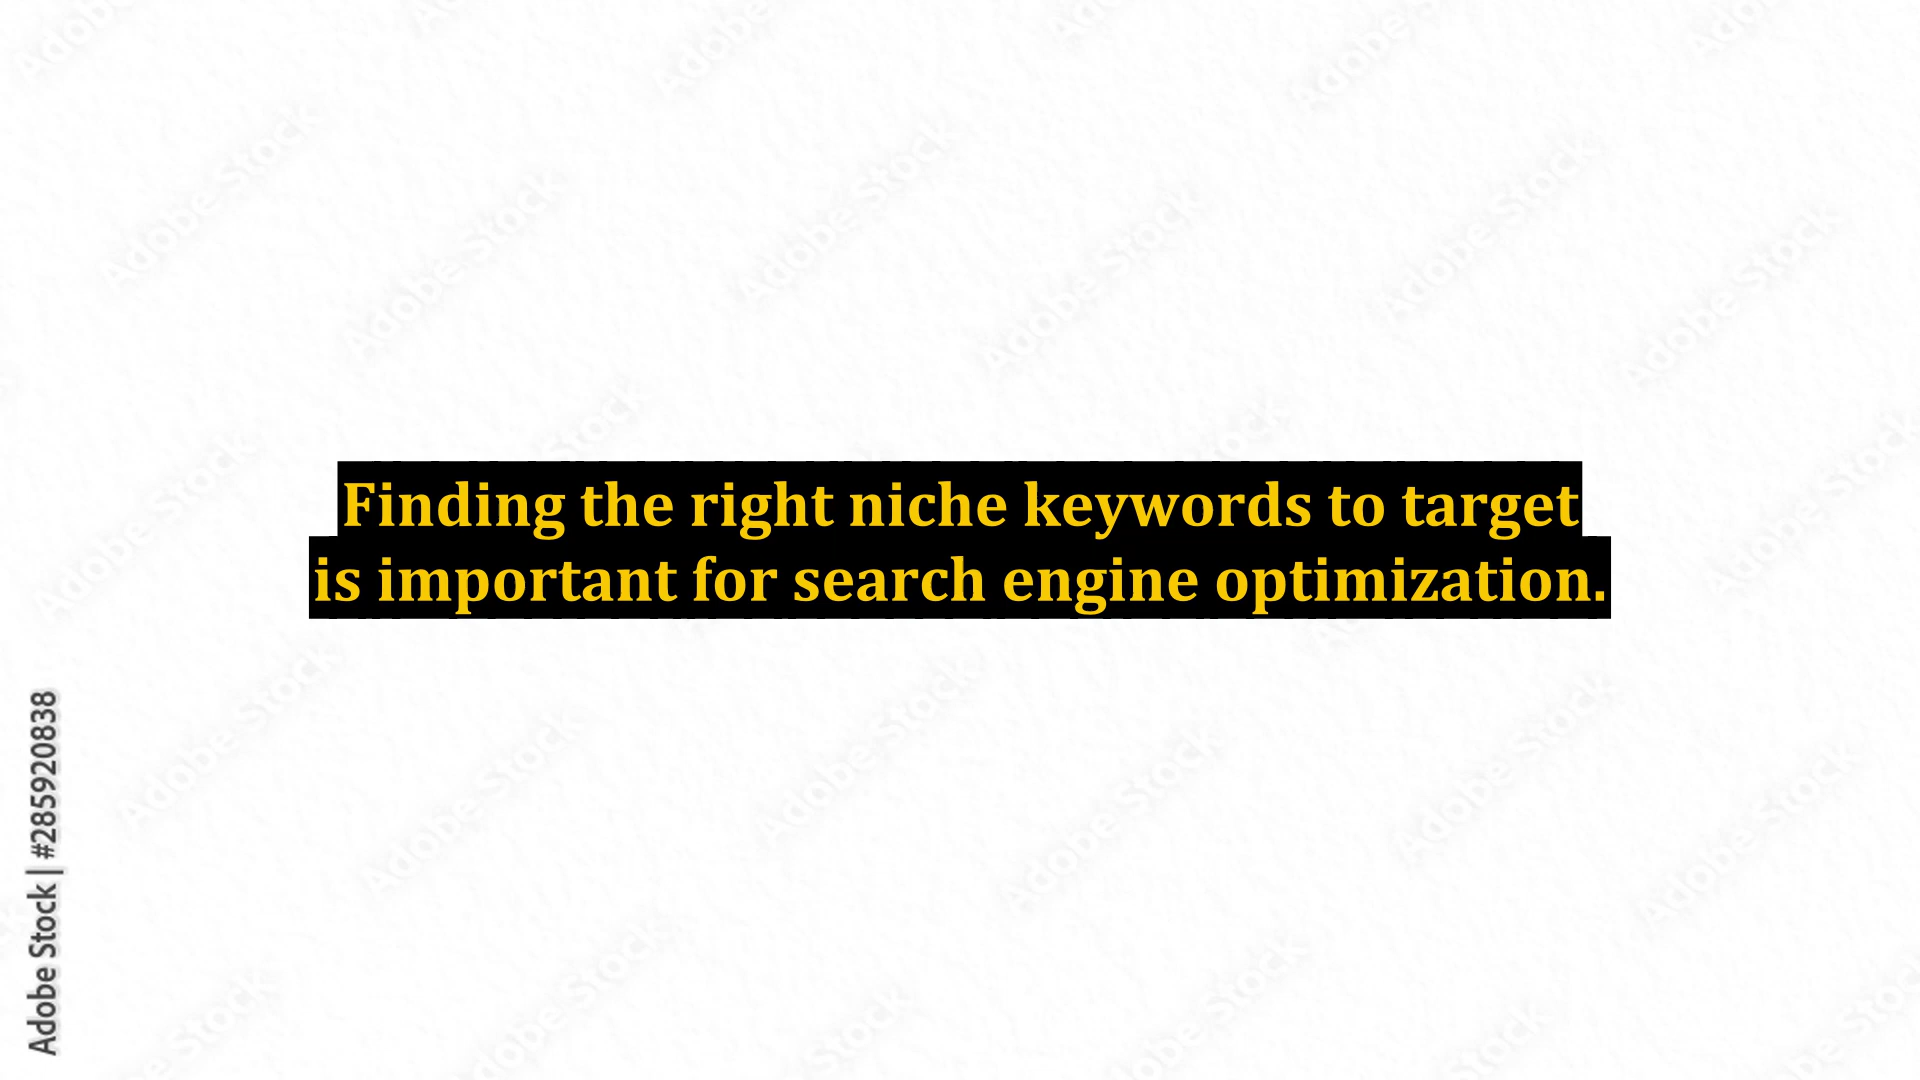 Finding the right niche keywords to target
is important for search engine optimization.
Adobe Stock | #285920838